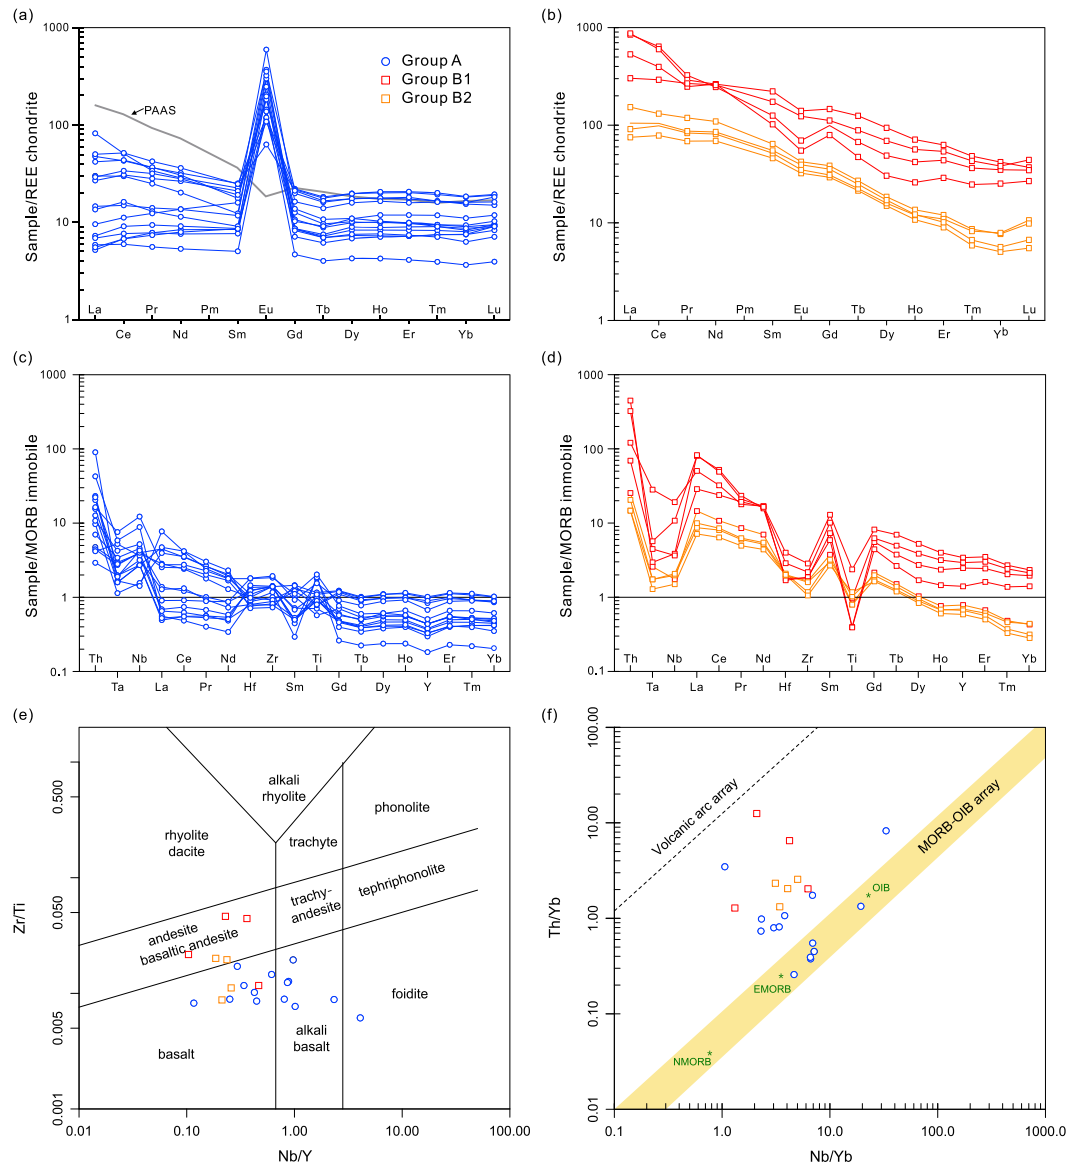 (a)
1000
100
10
1
Sample/REE chondrite
PAAS
Group A
Group B1
Group B2
La Pr Pm Eu Tb Ho Tm Lu
Ce Nd Sm Gd Dy Er Yb
(b)
1000
100
10
1
Sample/REE chondrite
La Pr Pm Eu Tb Ho Tm Lu
Ce Nd Sm Gd Dy Er Yb
(c)
1000
100
10
1
0.1
Sample/MORB immobile
Th Nb Ce Nd Zr Ti Tb Ho Er Yb
Ta La Pr Hf Sm Gd Dy Y Tm
(d)
1000
100
10
1
0.1
Sample/MORB immobile
Th Nb Ce Nd Zr Ti Tb Ho Er Yb
Ta La Pr Hf Sm Gd Dy Y Tm
(e)
Zr/Ti
0.500
0.050
0.005
0.001
alkali
rhyolite
phonolite
rhyolite
dacite
trachyte
tephriphonolite
trachy-
andesite
andesite
basaltic andesite
foidite
alkali
basalt
basalt
0.01 0.10 1.00 10.00 100.00
Nb/Y
(f)
Th/Yb
100.00
10.00
1.00
0.10
0.01
Volcanic arc array
MORB-OIB array
OIB
EMORB
NMORB
0.1 1.0 10.0 100.0 1000.0
Nb/Yb